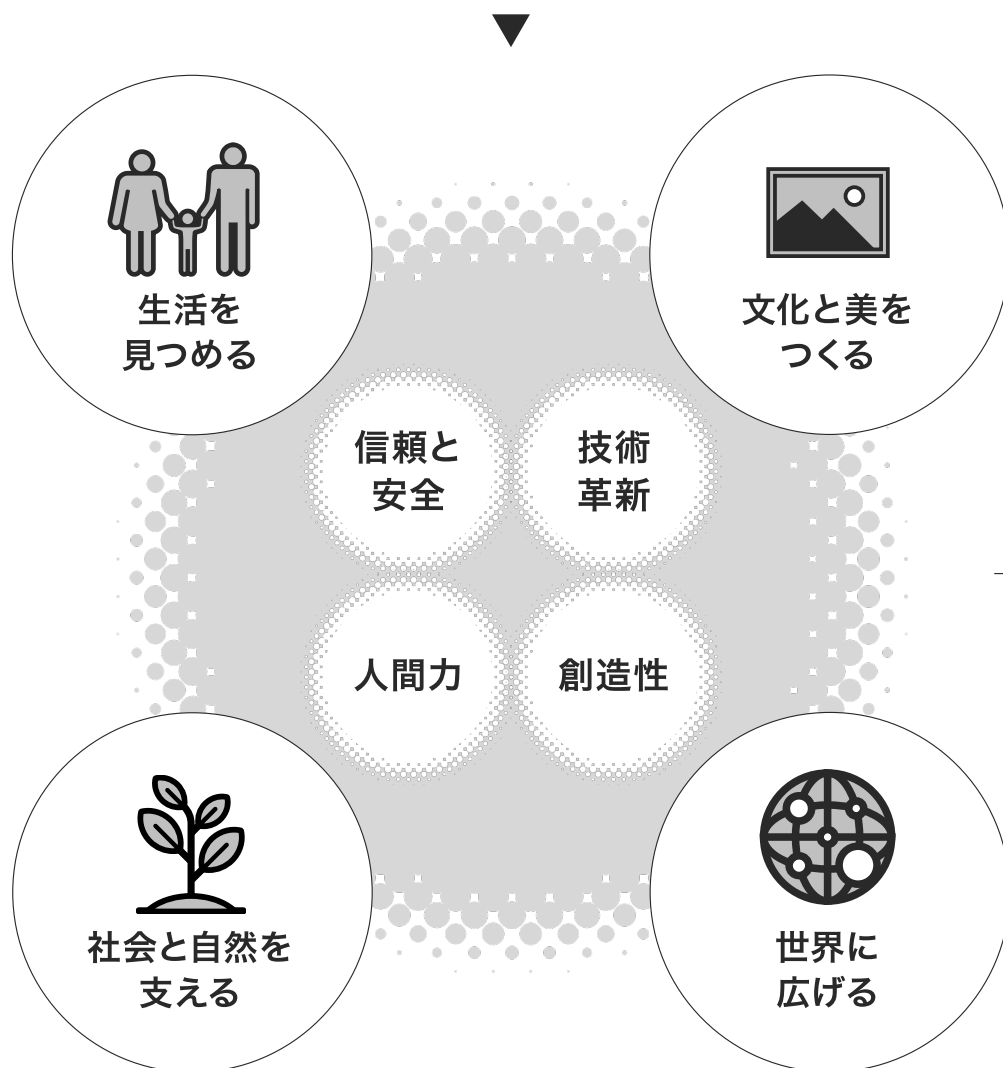 生活を
見つめる
文化と美を
つくる
信頼と
安全
技術
革新
人間力
創造性
社会と自然を
支える
世界に
広げる